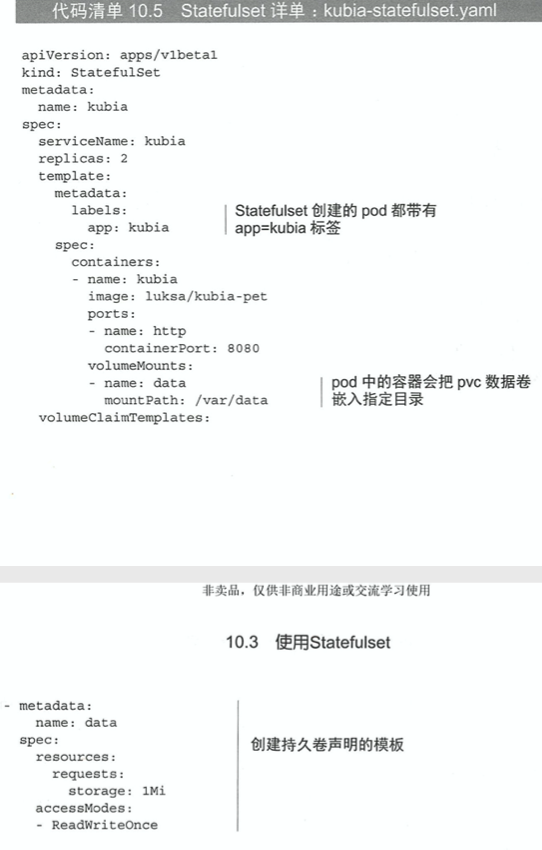 代码清单 10.5 Statefulset 详单：kubia-statefulset.yaml
apiVersion: apps/v1beta1
kind: StatefulSet
metadata:
  name: kubia
spec:
  serviceName: kubia
  replicas: 2
  template:
    metadata:
      labels:
        app: kubia
Statefulset 创建的 pod 都带有
app=kubia 标签
    spec:
      containers:
      - name: kubia
        image: luksa/kubia-pet
        ports:
        - name: http
          containerPort: 8080
        volumeMounts:
        - name: data
          mountPath: /var/data
pod 中的容器会把 pvc 数据卷
嵌入指定目录
  volumeClaimTemplates:
非卖品，仅供非商业用途或交流学习使用
10.3 使用Statefulset
- metadata:
    name: data
  spec:
    resources:
      requests:
        storage: 1Mi
    accessModes:
    - ReadWriteOnce
创建持久卷声明的模板